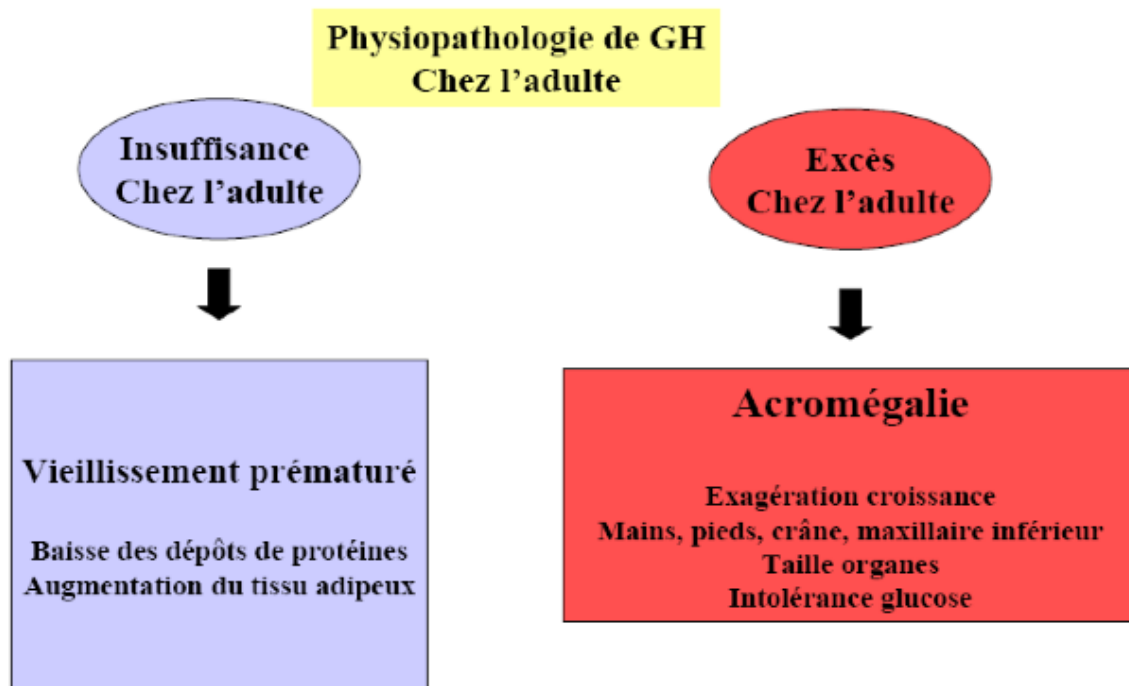 Physiopathologie de GH
Chez l’adulte
Insuffisance
Chez l’adulte
Excès
Chez l’adulte
Vieillissement prématuré
Baisse des dépôts de protéines
Augmentation du tissu adipeux
Acromégalie
Exagération croissance
Mains, pieds, crâne, maxillaire inférieur
Taille organes
Intolérance glucose